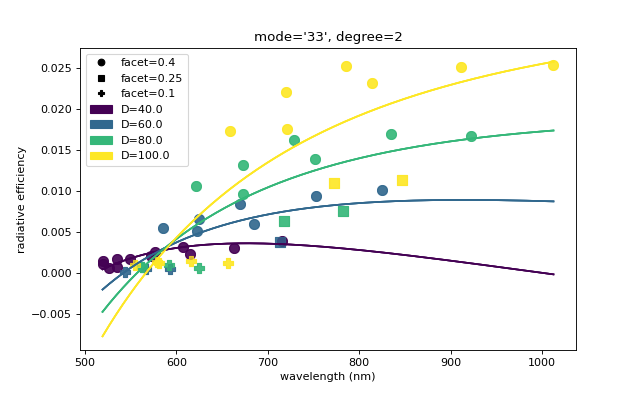 mode='33', degree=2
radiative efficiency
0.025
0.020
0.015
0.010
0.005
0.000
−0.005
facet=0.4
facet=0.25
facet=0.1
D=40.0
D=60.0
D=80.0
D=100.0
500 600 700 800 900 1000
wavelength (nm)